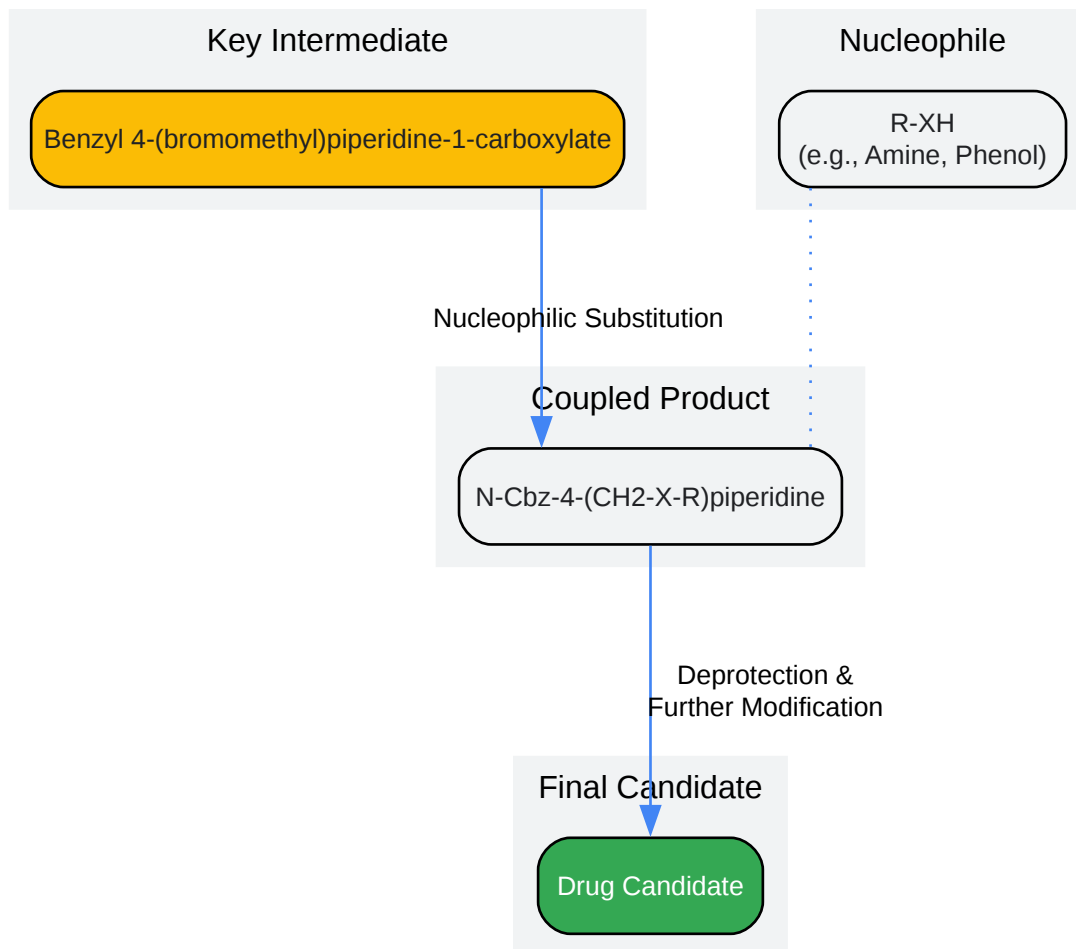 Key Intermediate
Nucleophile
Benzyl 4-(bromomethyl)piperidine-1-carboxylate
R-XH
(e.g., Amine, Phenol)
Nucleophilic Substitution
Coupled Product
N-Cbz-4-(CH2-X-R)piperidine
Deprotection &
Further Modification
Final Candidate
Drug Candidate